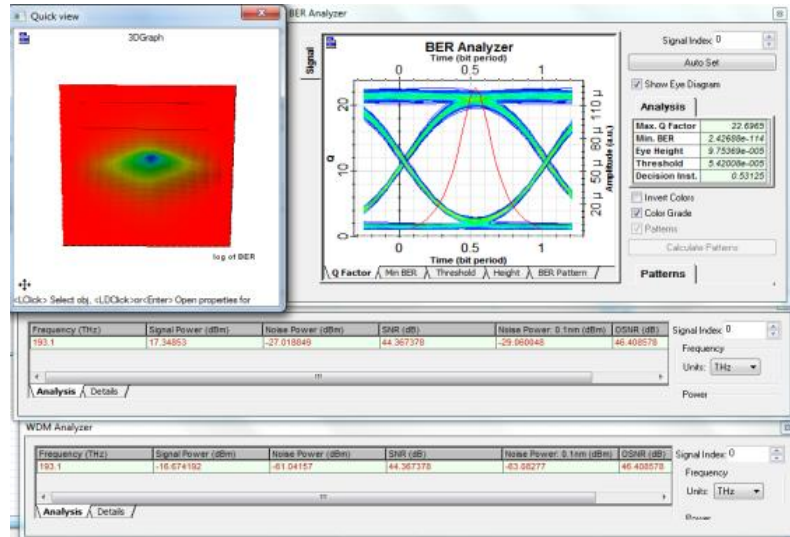 Quick view
3DGraph
log of BER
<LClick> Select obj. <LDClick>or<Enter> Open properties for
BER Analyzer
Signal
BER Analyzer
Time (bit period)
0 0.5 1
Q
20
10
0
20 µ 50 µ 80 µ 110 µ
Amplitude (a.u.)
0 0.5 1
Time (bit period)
Q Factor Min BER Threshold Height BER Pattern
Signal Index: 0
Auto Set
Show Eye Diagram
Analysis
Max. Q Factor 22.6965
Min. BER 2.42688e-114
Eye Height 9.75369e-005
Threshold 5.42008e-005
Decision Inst. 0.53125
Invert Colors
Color Grade
Patterns
Calculate Patterns
Patterns
Frequency (THz) Signal Power (dBm) Noise Power (dBm) SNR (dB) Noise Power: 0.1nm (dBm) OSNR (dB)
193.1 17.34853 -27.018849 44.367378 -29.060048 46.408578
Signal Index: 0
Frequency
Units: THz
Power
Analysis Details
WDM Analyzer
Frequency (THz) Signal Power (dBm) Noise Power (dBm) SNR (dB) Noise Power: 0.1nm (dBm) OSNR (dB)
193.1 -16.674192 -61.04157 44.367378 -63.08277 46.408578
Signal Index: 0
Frequency
Units: THz
Analysis Details
Power